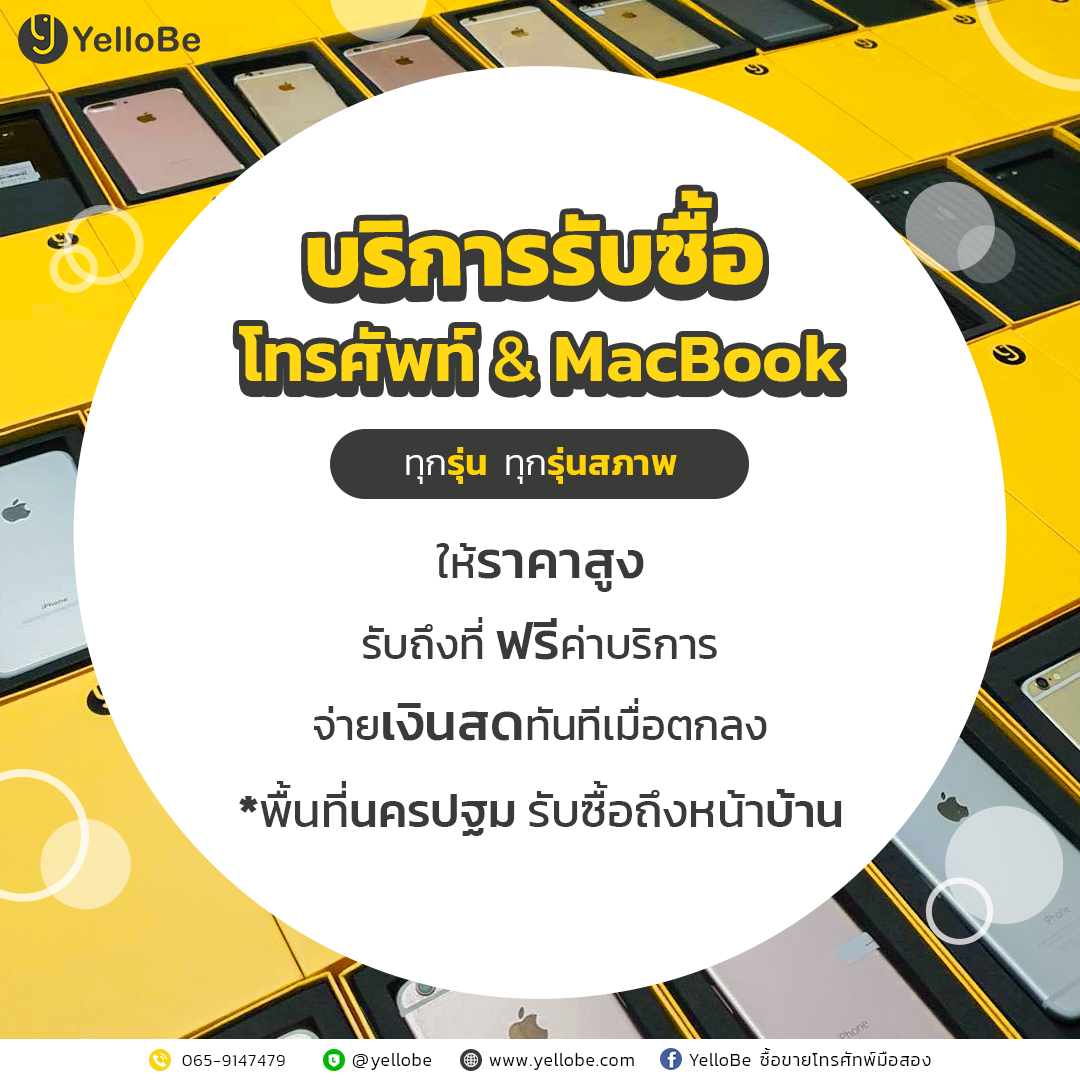 YelloBe
บริการรับซื้อ
โทรศัพท์ & MacBook
ทุกรุ่น ทุกรุ่นสภาพ
ให้ราคาสูง
รับถึงที่ ฟรีค่าบริการ
จ่ายเงินสดทันทีเมื่อตกลง
*พื้นที่นครปฐม รับซื้อถึงหน้าบ้าน
iPhone
iPhone
iPhone
065-9147479 @yellobe www.yellobe.com YelloBe ซื้อขายโทรศัทพ์มือสอง